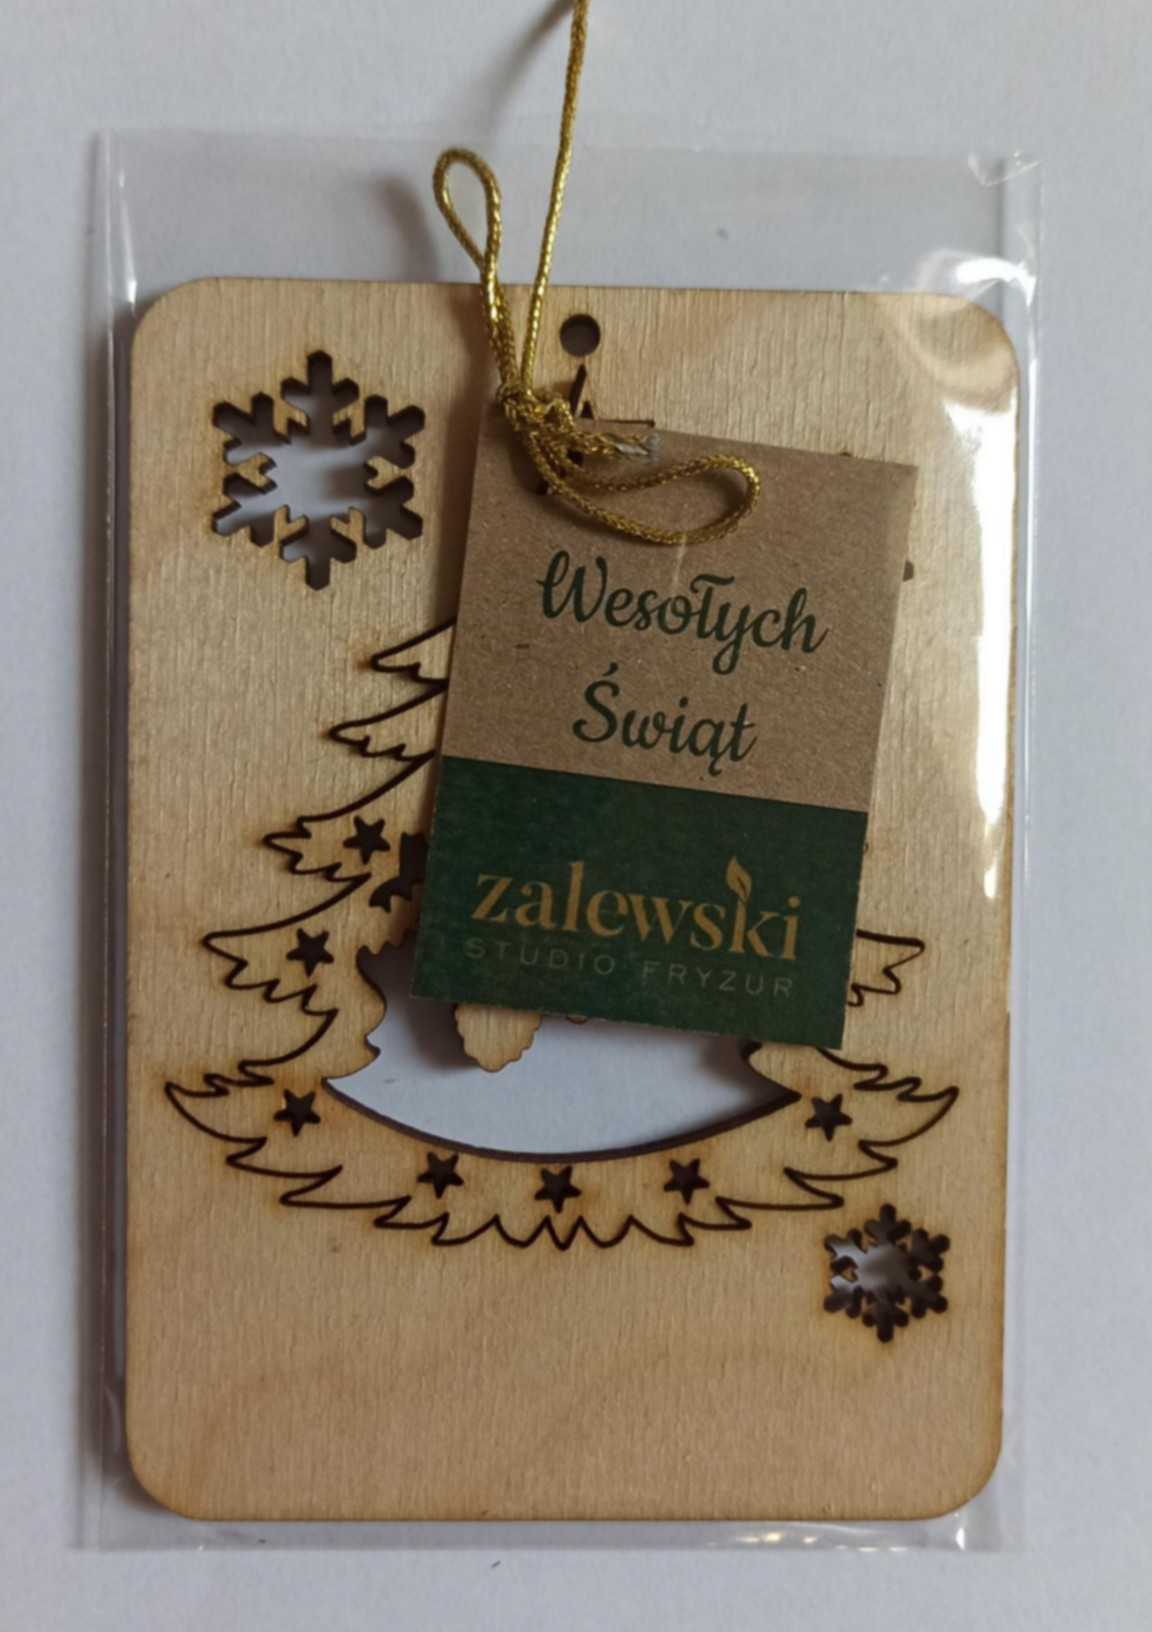 Wesołych
Świąt
zalewski
STUDIO FRYZUR